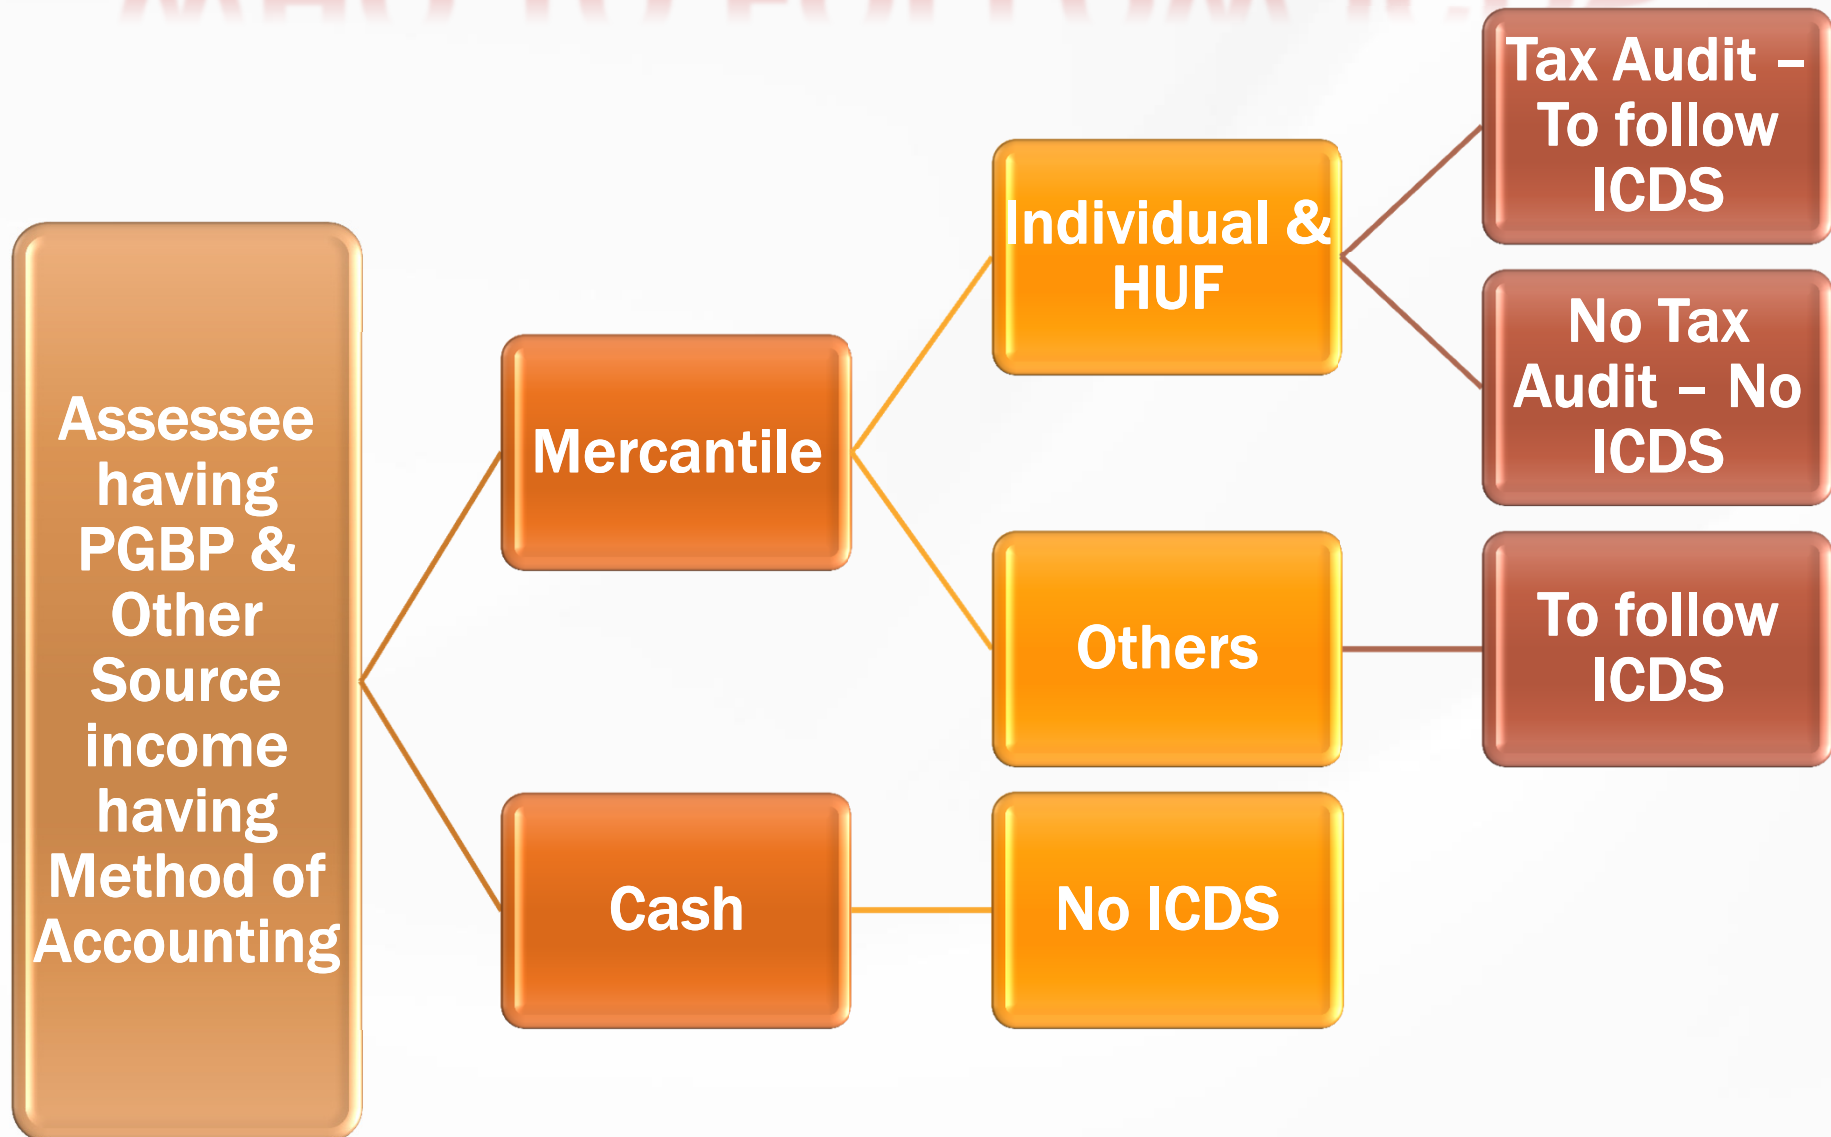 Tax Audit –
To follow
ICDS
Individual &
HUF
No Tax
Audit – No
ICDS
Assessee
having
PGBP &
Other
Source
income
having
Method of
Accounting
Mercantile
Others
To follow
ICDS
Cash
No ICDS